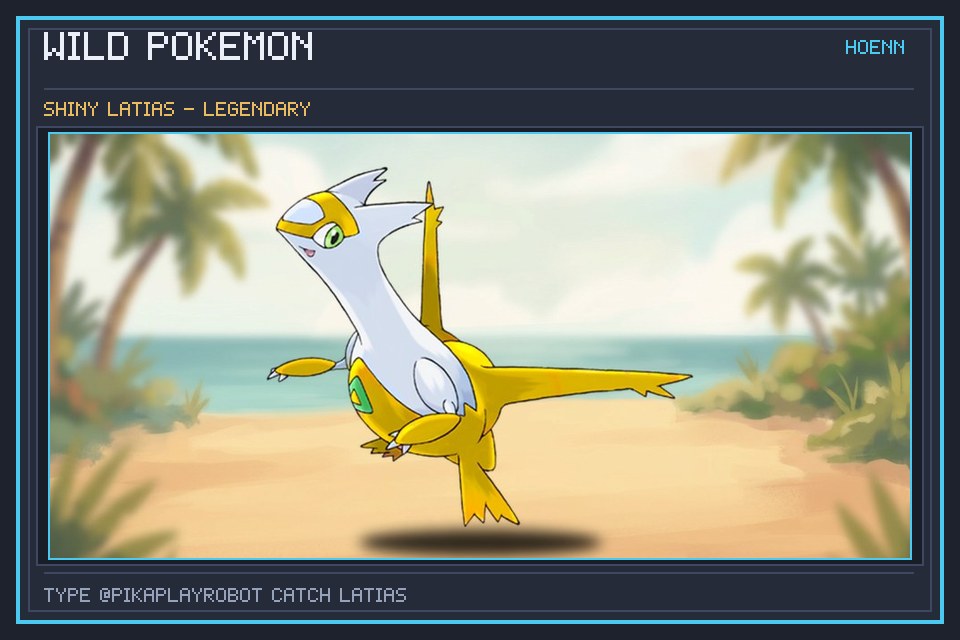 WILD POKEMON
HOENN
SHINY LATIAS - LEGENDARY
TYPE @PIKAPLAYROBOT CATCH LATIAS